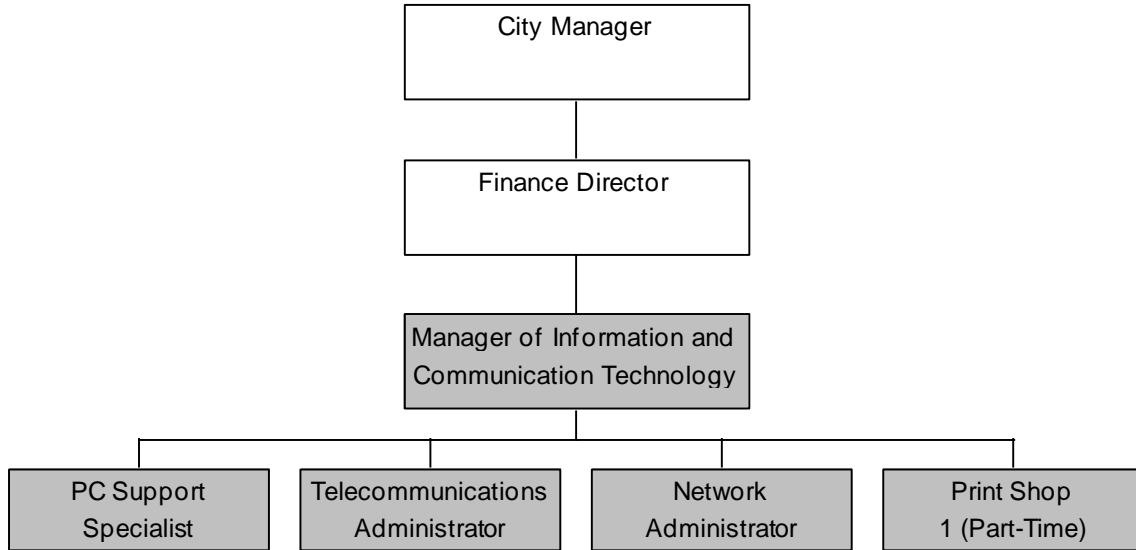 City Manager
Finance Director
Manager of Information and
Communication Technology
PC Support
Specialist
Telecommunications
Administrator
Network
Administrator
Print Shop
1 (Part-Time)